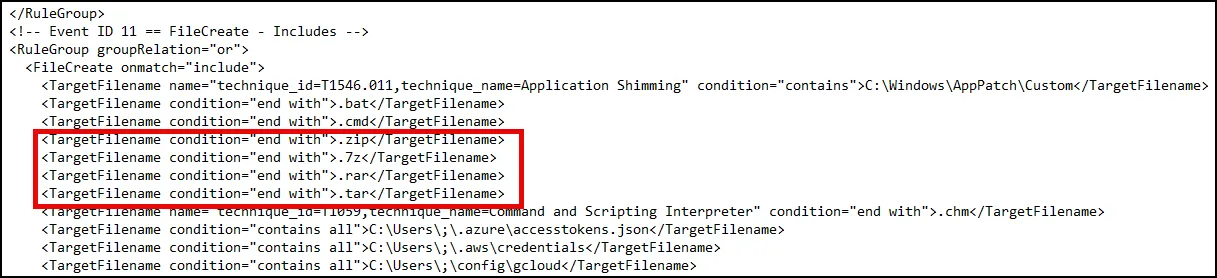 </RuleGroup>
<!-- Event ID 11 == FileCreate - Includes -->
<RuleGroup groupRelation="or">
<FileCreate onmatch="include">
<TargetFilename name="technique_id=T1546.011,technique_name=Application Shimming" condition="contains">C:\Windows\AppPatch\Custom</TargetFilename>
<TargetFilename condition="end with">.bat</TargetFilename>
<TargetFilename condition="end with">.cmd</TargetFilename>
<TargetFilename condition="end with">.zip</TargetFilename>
<TargetFilename condition="end with">.7z</TargetFilename>
<TargetFilename condition="end with">.rar</TargetFilename>
<TargetFilename condition="end with">.tar</TargetFilename>
<TargetFilename name="technique_id=T1059,technique_name=Command and Scripting Interpreter" condition="end with">.chm</TargetFilename>
<TargetFilename condition="contains all">C:\Users\;\.azure\accesstokens.json</TargetFilename>
<TargetFilename condition="contains all">C:\Users\;\.aws\credentials</TargetFilename>
<TargetFilename condition="contains all">C:\Users\;\config\gcloud</TargetFilename>